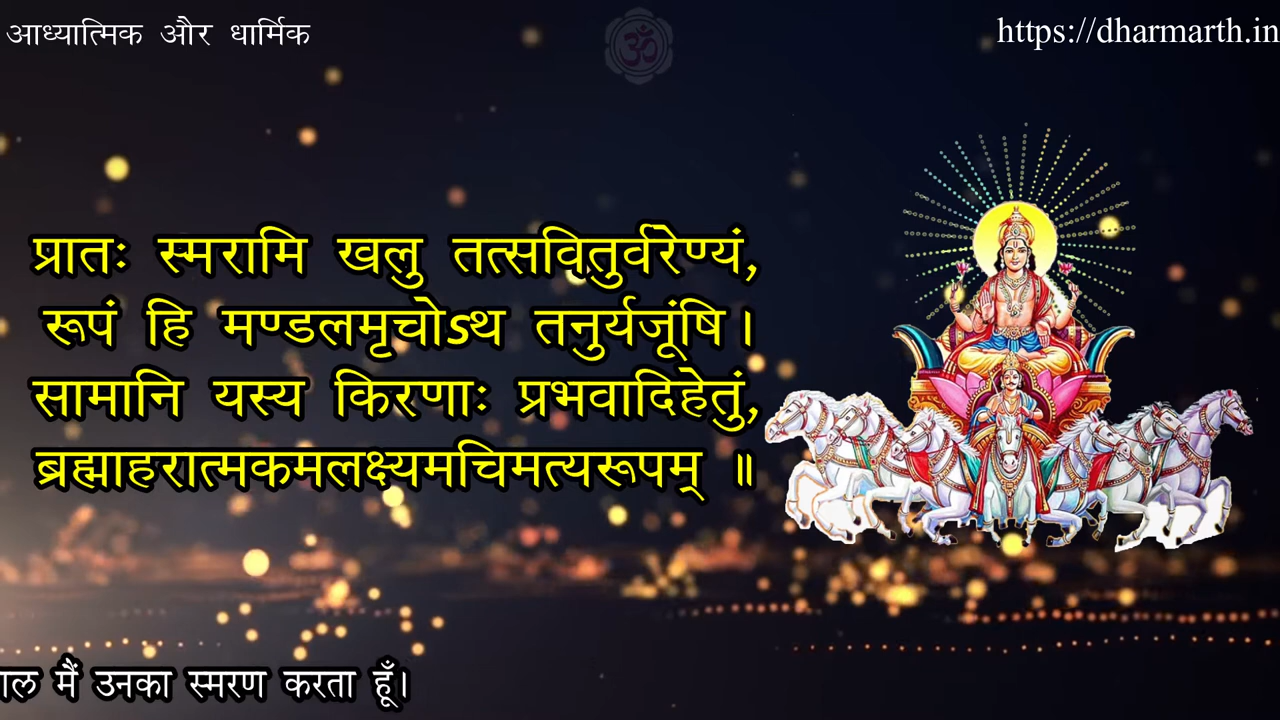 आध्यात्मिक और धार्मिक
https://dharmarth.in
ॐ
प्रातः स्मरामि खलु तत्सवितुर्वरेण्यं,
रूपं हि मण्डलमृचोऽथ तनुर्यजूंषि।
सामानि यस्य किरणाः प्रभवादिहेतुं,
ब्रह्माहरात्मकमलक्ष्यमचिमत्यरूपम् ॥
मैं उनका स्मरण करता हूँ।